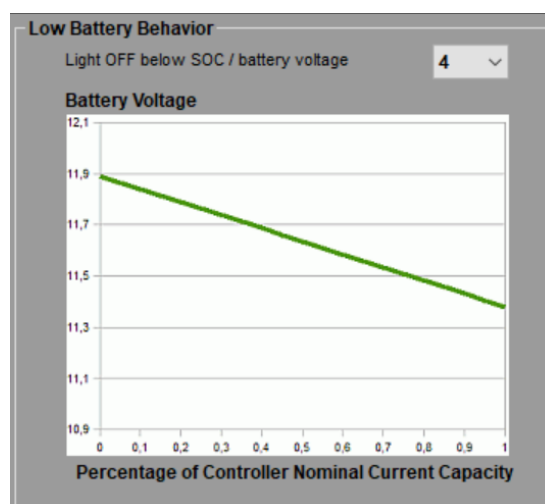 Low Battery Behavior
Light OFF below SOC / battery voltage 4
Battery Voltage
12,1
11,9
11,7
11,5
11,3
11,1
10,9
0 0,1 0,2 0,3 0,4 0,5 0,6 0,7 0,8 0,9 1
Percentage of Controller Nominal Current Capacity